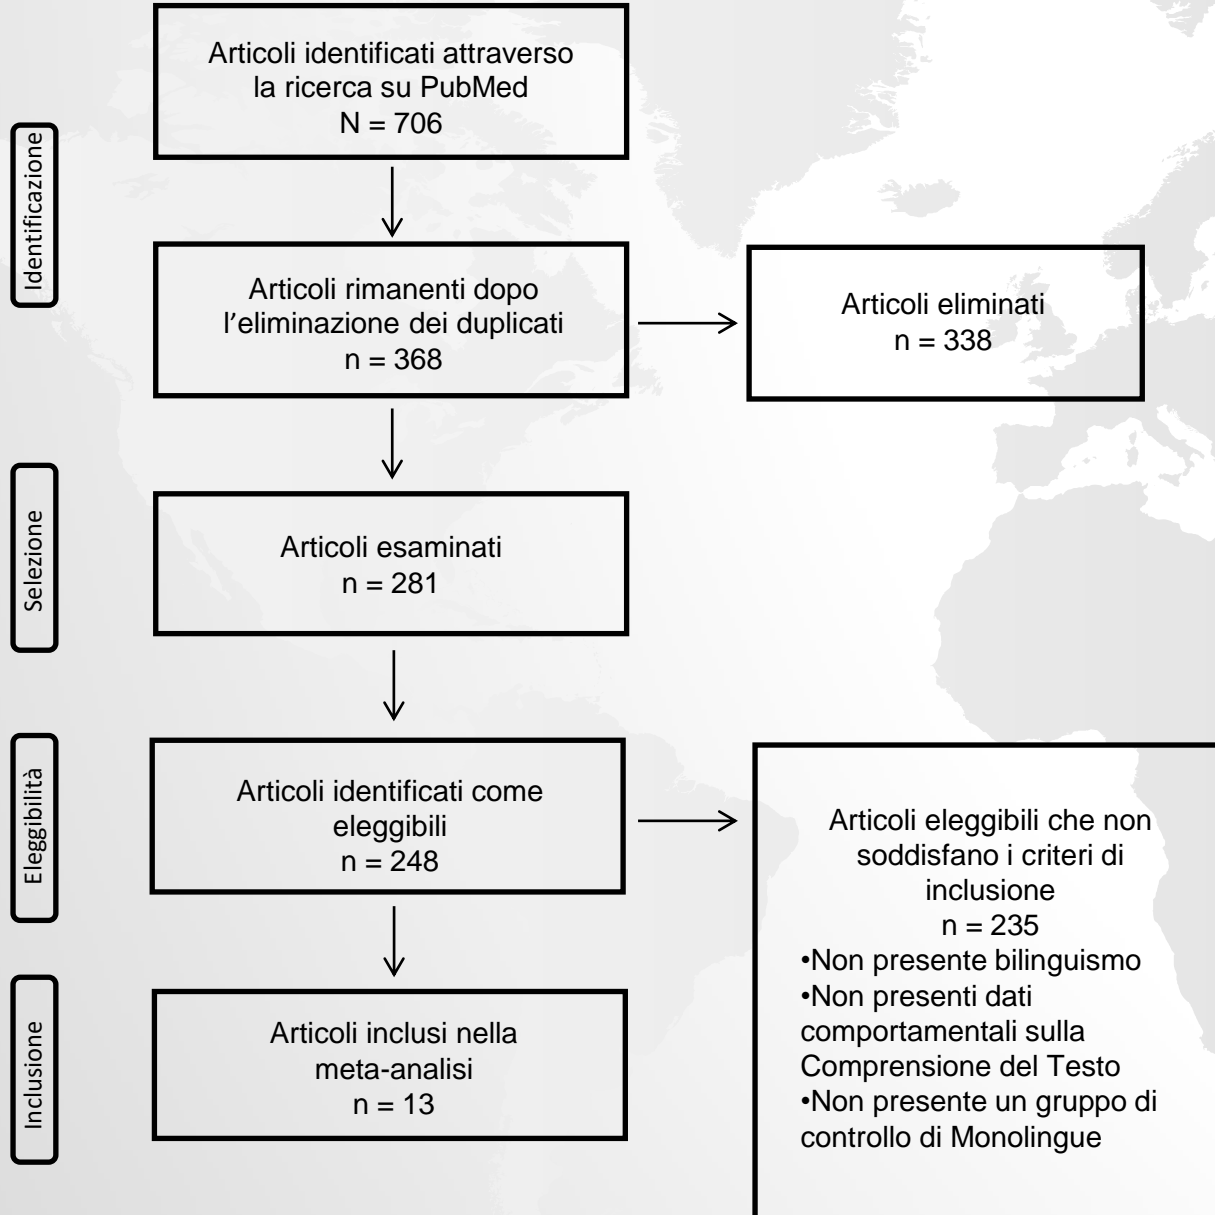 Identificazione
Articoli identificati attraverso
la ricerca su PubMed
N = 706
Articoli rimanenti dopo
l’eliminazione dei duplicati
n = 368
Articoli eliminati
n = 338
Selezione
Articoli esaminati
n = 281
Eleggibilità
Articoli identificati come
eleggibili
n = 248
Articoli eleggibili che non
soddisfano i criteri di
inclusione
n = 235
•Non presente bilinguismo
•Non presenti dati
comportamentali sulla
Comprensione del Testo
•Non presente un gruppo di
controllo di Monolingue
Inclusione
Articoli inclusi nella
meta-analisi
n = 13